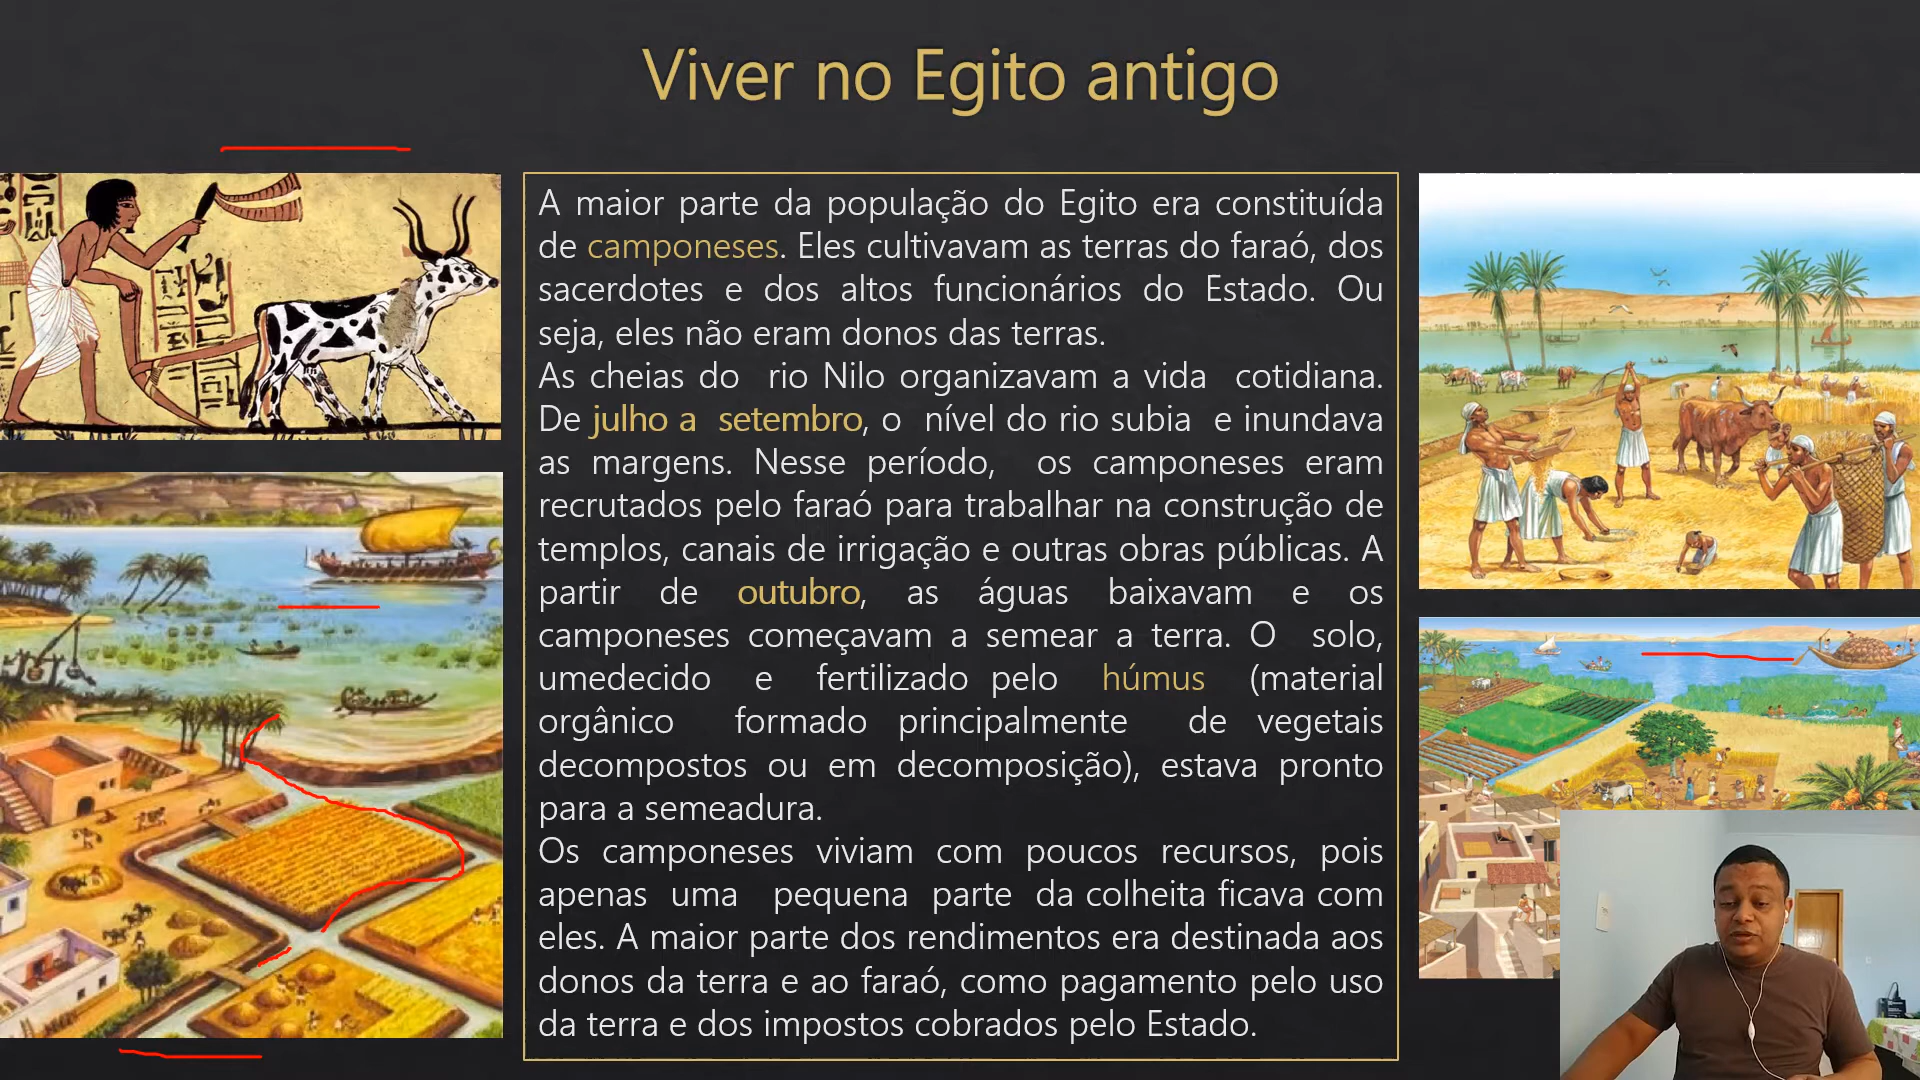 Viver no Egito antigo
A maior parte da população do Egito era constituída
de camponeses. Eles cultivavam as terras do faraó, dos
sacerdotes e dos altos funcionários do Estado. Ou
seja, eles não eram donos das terras.
As cheias do rio Nilo organizavam a vida cotidiana.
De julho a setembro, o nível do rio subia e inundava
as margens. Nesse período, os camponeses eram
recrutados pelo faraó para trabalhar na construção de
templos, canais de irrigação e outras obras públicas. A
partir de outubro, as águas baixavam e os
camponeses começavam a semear a terra. O solo,
umedecido e fertilizado pelo húmus (material
orgânico formado principalmente de vegetais
decompostos ou em decomposição), estava pronto
para a semeadura.
Os camponeses viviam com poucos recursos, pois
apenas uma pequena parte da colheita ficava com
eles. A maior parte dos rendimentos era destinada aos
donos da terra e ao faraó, como pagamento pelo uso
da terra e dos impostos cobrados pelo Estado.